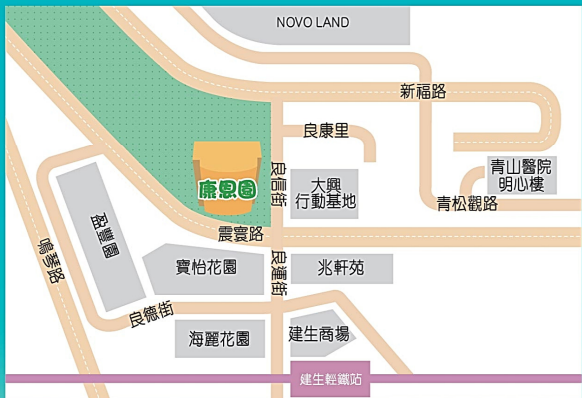 NOVO LAND
新福路
良康里
青山醫院
明心樓
康恩園
良信街
大興
行動基地
青松觀路
震寰路
盈豐園
鳴琴路
寶怡花園
良運街
兆軒苑
良德街
海麗花園
建生商場
建生輕鐵站